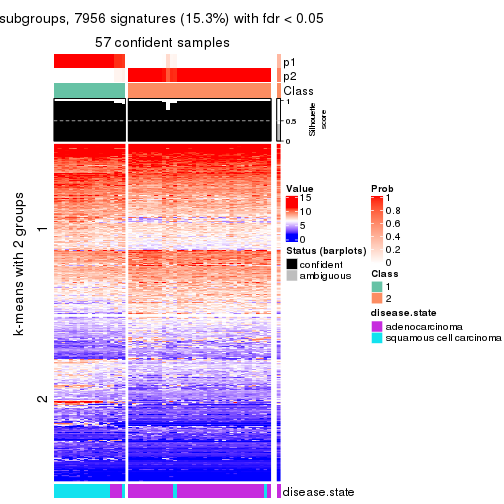 subgroups, 7956 signatures (15.3%) with fdr < 0.05
57 confident samples
p1
p2
Class
1
0.5
0
Silhouette
score
k-means with 2 groups
1
2
disease.state
Value
15
10
5
0
Status (barplots)
confident
ambiguous
Prob
1
0.8
0.6
0.4
0.2
0
Class
1
2
disease.state
adenocarcinoma
squamous cell carcinoma